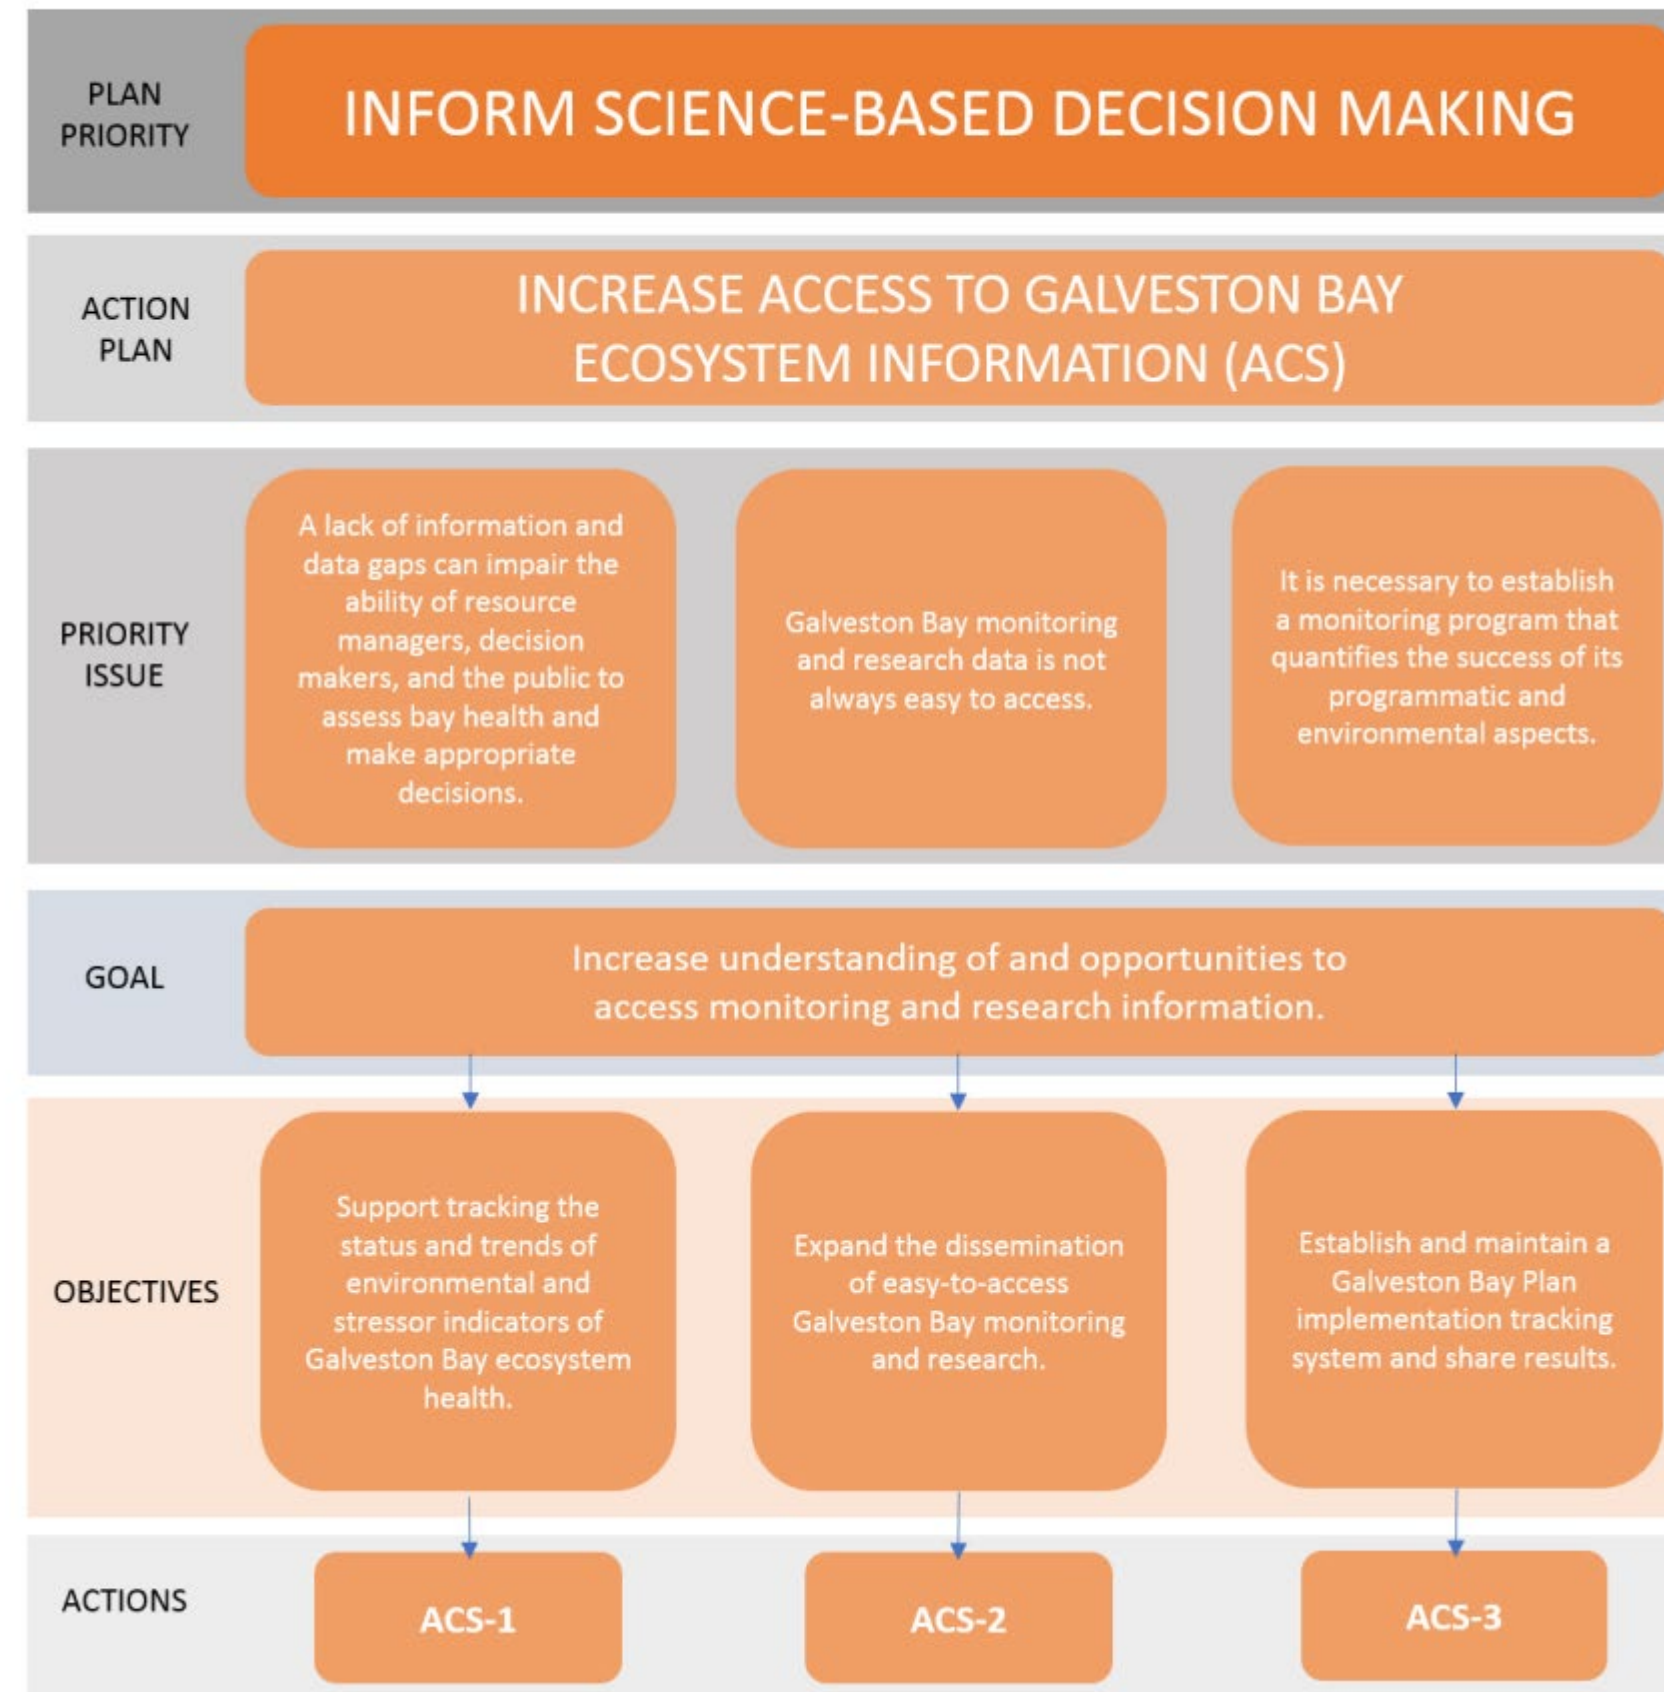 PLAN
PRIORITY
INFORM SCIENCE-BASED DECISION MAKING
ACTION
PLAN
INCREASE ACCESS TO GALVESTON BAY
ECOSYSTEM INFORMATION (ACS)
PRIORITY
ISSUE
A lack of information and
data gaps can impair the
ability of resource
managers, decision
makers, and the public to
assess bay health and
make appropriate
decisions.
Galveston Bay monitoring
and research data is not
always easy to access.
It is necessary to establish
a monitoring program that
quantifies the success of its
programmatic and
environmental aspects.
GOAL
Increase understanding of and opportunities to
access monitoring and research information.
OBJECTIVES
Support tracking the
status and trends of
environmental and
stressor indicators of
Galveston Bay ecosystem
health.
Expand the dissemination
of easy-to-access
Galveston Bay monitoring
and research.
Establish and maintain a
Galveston Bay Plan
implementation tracking
system and share results.
ACTIONS
ACS-1
ACS-2
ACS-3